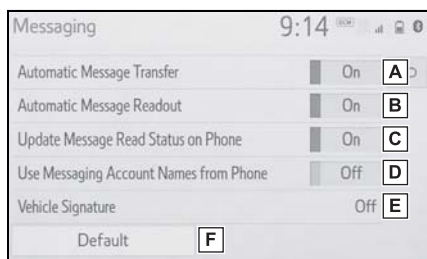 Messaging 9:14 DCM
Automatic Message Transfer On A
Automatic Message Readout On B
Update Message Read Status on Phone On C
Use Messaging Account Names from Phone Off D
Vehicle Signature Off E
Default F